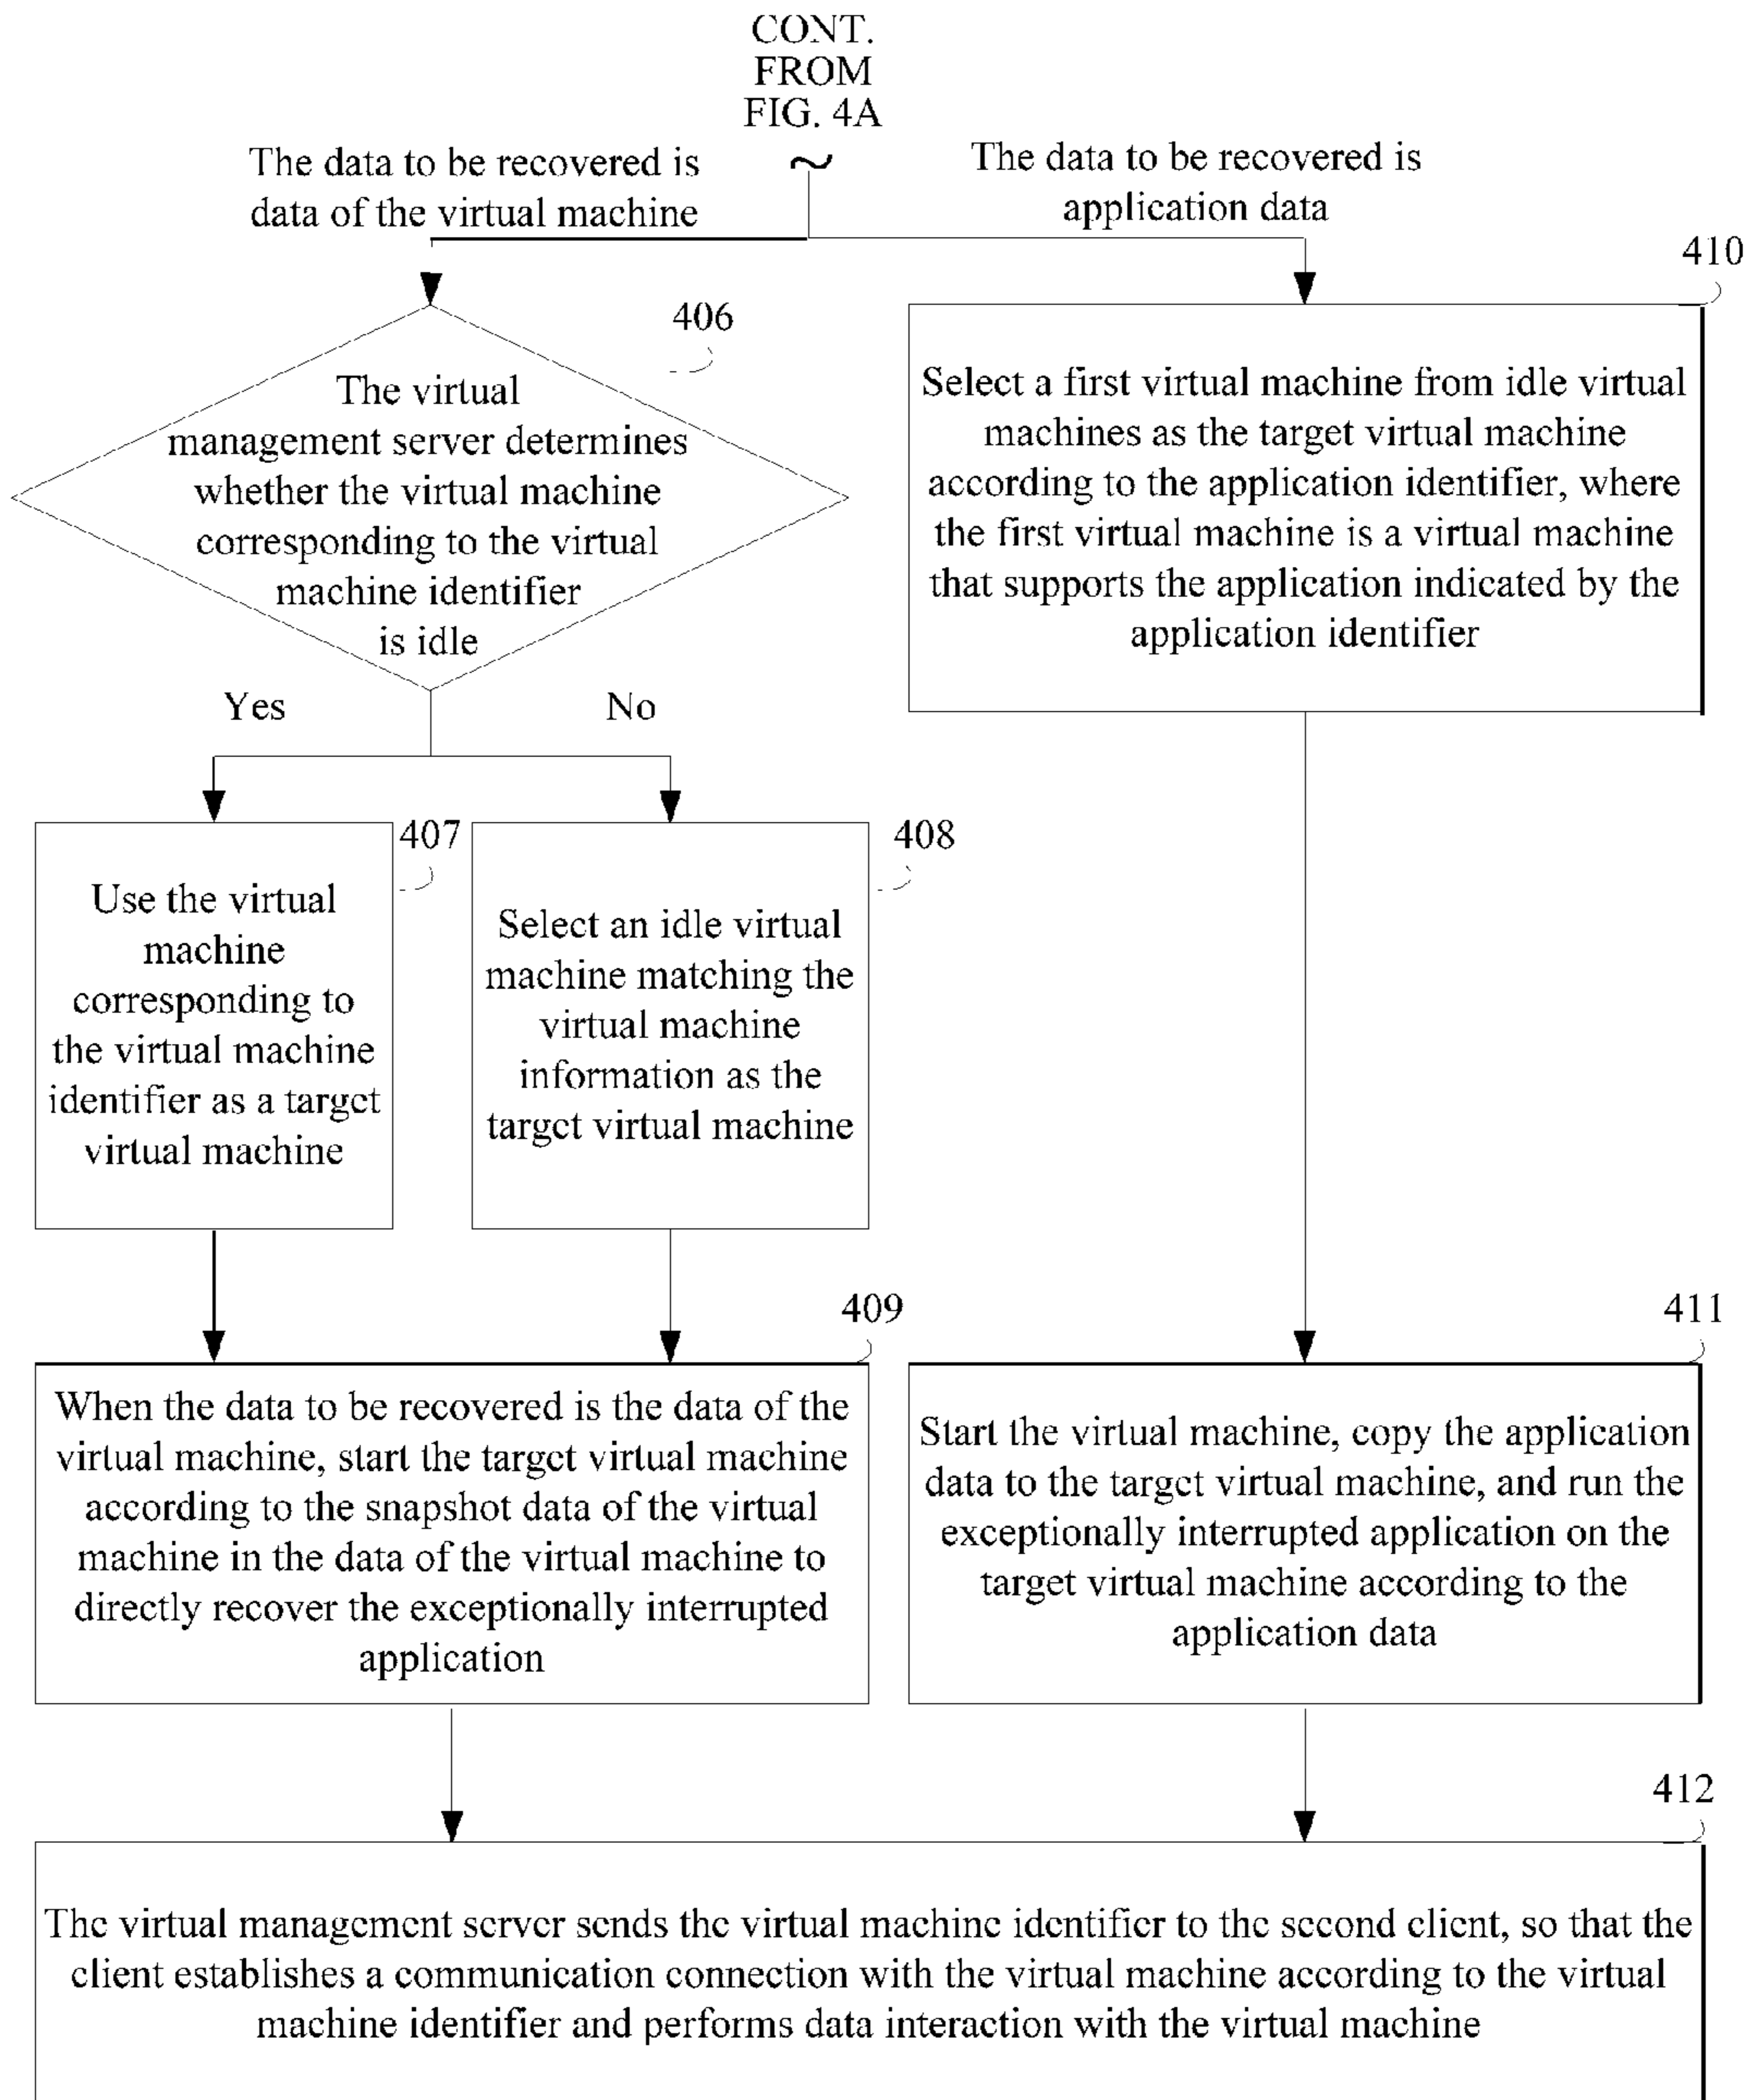 CONT.
FROM
FIG. 4A
The data to be recovered is
data of the virtual machine
The data to be recovered is
application data
406
The virtual
management server determines
whether the virtual machine
corresponding to the virtual
machine identifier
is idle
410
Select a first virtual machine from idle virtual
machines as the target virtual machine
according to the application identifier, where
the first virtual machine is a virtual machine
that supports the application indicated by the
application identifier
Yes
No
407
Use the virtual
machine
corresponding to
the virtual machine
identifier as a target
virtual machine
408
Select an idle virtual
machine matching the
virtual machine
information as the
target virtual machine
409
When the data to be recovered is the data of the
virtual machine, start the target virtual machine
according to the snapshot data of the virtual
machine in the data of the virtual machine to
directly recover the exceptionally interrupted
application
411
Start the virtual machine, copy the application
data to the target virtual machine, and run the
exceptionally interrupted application on the
target virtual machine according to the
application data
412
The virtual management server sends the virtual machine identifier to the second client, so that the
client establishes a communication connection with the virtual machine according to the virtual
machine identifier and performs data interaction with the virtual machine